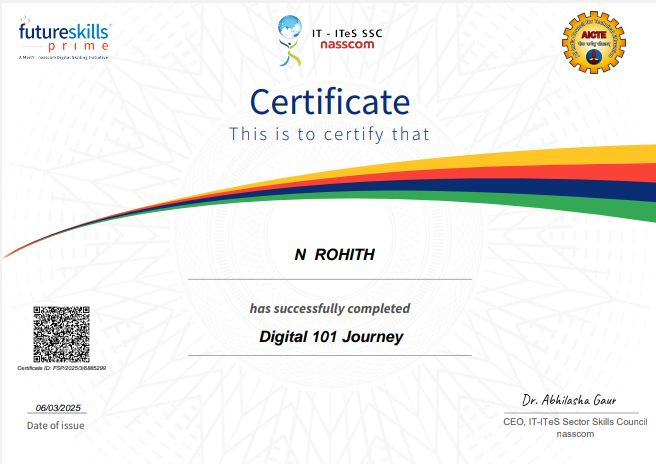 futureskills
prime
A MeitY - nasscom Digital Skilling Initiative
IT - ITeS SSC
nasscom
AICTE
Certificate
This is to certify that
N ROHITH
has successfully completed
Digital 101 Journey
Certificate ID: FSP/2025/3/6885299
06/03/2025
Date of issue
Dr. Abhilasha Gaur
CEO, IT-ITeS Sector Skills Council
nasscom